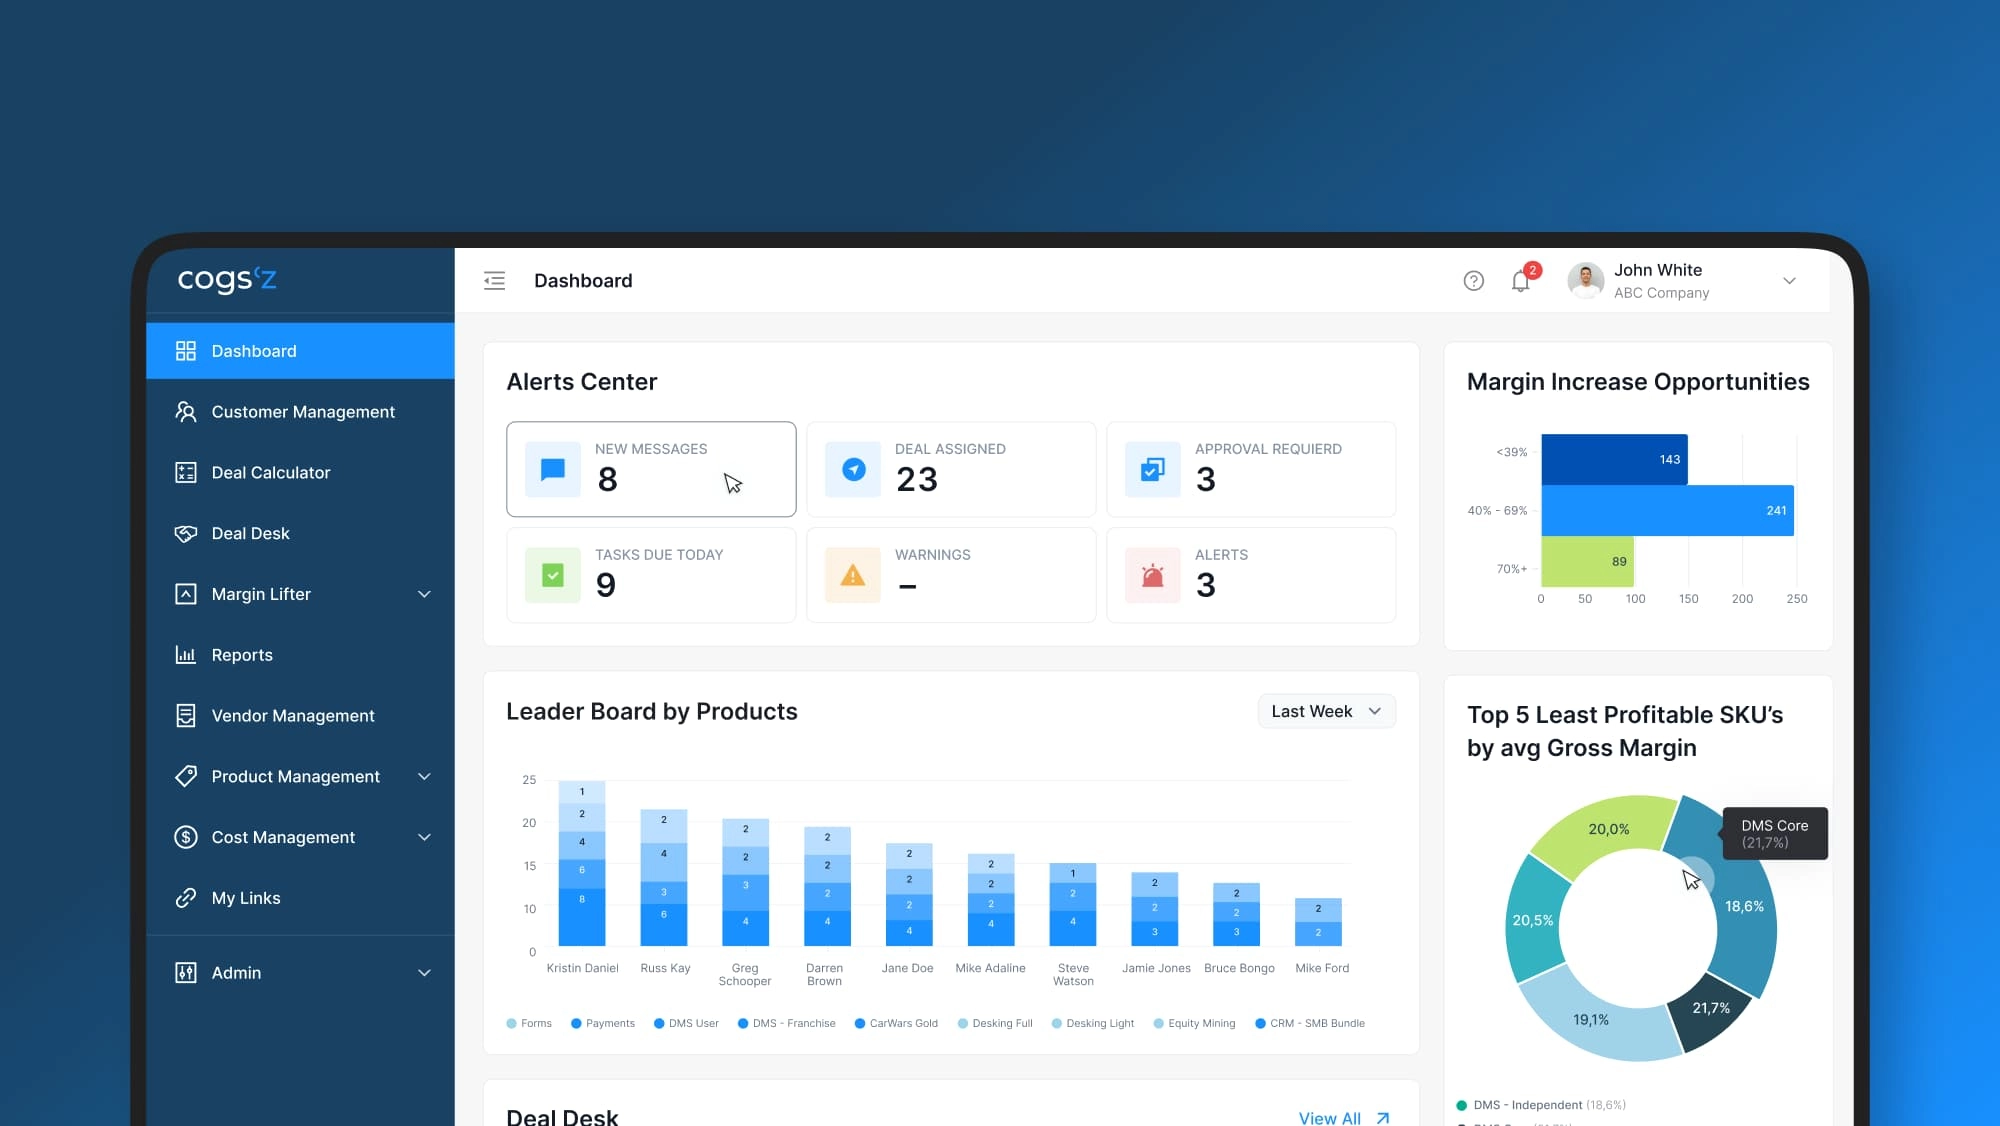 cogs'z
Dashboard
Customer Management
Deal Calculator
Deal Desk
Margin Lifter
Reports
Vendor Management
Product Management
Cost Management
My Links
Admin
Dashboard
2
John White
ABC Company
Alerts Center
NEW MESSAGES
8
DEAL ASSIGNED
23
APPROVAL REQUIERD
3
TASKS DUE TODAY
9
WARNINGS
–
ALERTS
3
Margin Increase Opportunities
<39%
143
40% - 69%
241
70%+
89
0 50 100 150 200 250
Leader Board by Products
Last Week
25
20
15
10
0
1
2
4
6
8
2
4
3
6
2
2
3
4
2
2
2
4
2
2
2
4
2
2
2
4
1
2
4
2
2
3
2
2
3
2
2
Kristin Daniel
Russ Kay
Greg
Schooper
Darren
Brown
Jane Doe
Mike Adaline
Steve
Watson
Jamie Jones
Bruce Bongo
Mike Ford
Forms
Payments
DMS User
DMS - Franchise
CarWars Gold
Desking Full
Desking Light
Equity Mining
CRM - SMB Bundle
Top 5 Least Profitable SKU's
by avg Gross Margin
20,0%
DMS Core
(21,7%)
18,6%
20,5%
21,7%
19,1%
DMS - Independent (18,6%)
Deal Desk
View All